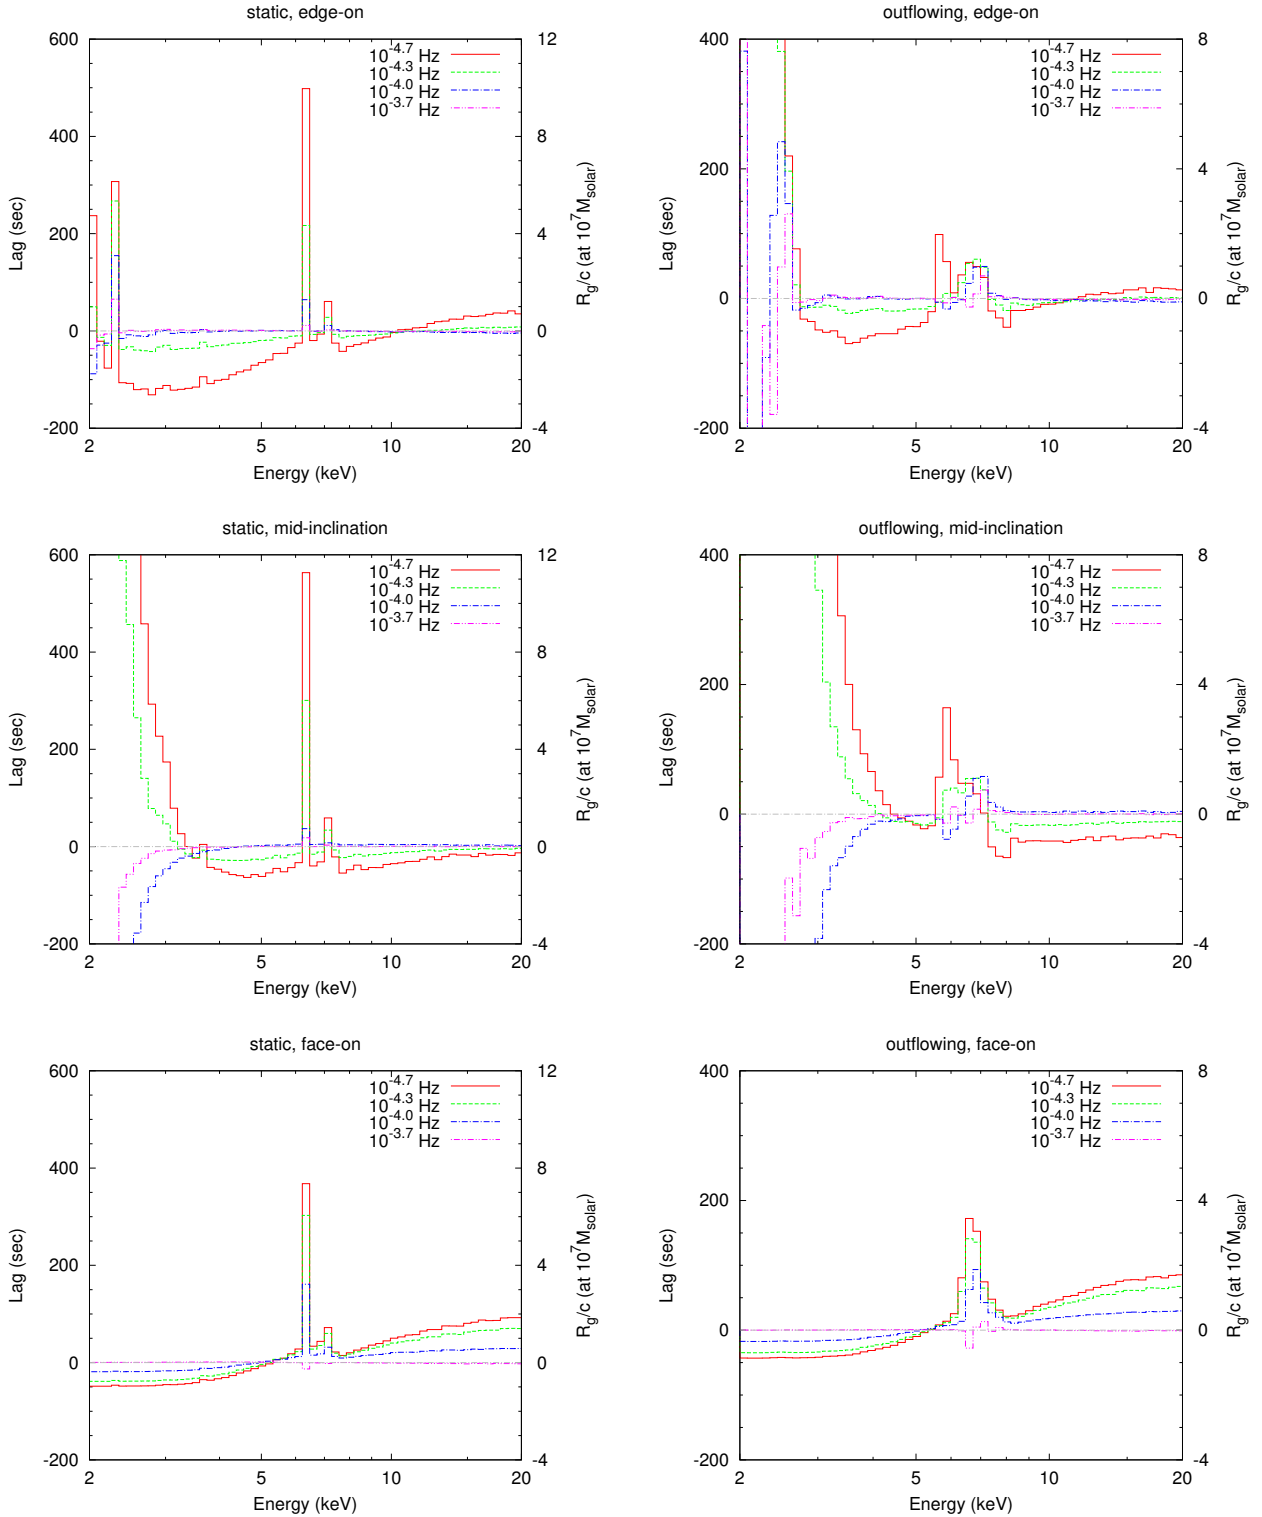 static, edge-on
600
400
200
0
-200
12
8
4
0
-4
2
5
10
20
Lag (sec)
Energy (keV)
R_g/c (at 10^7 M_solar)
10^-4.7 Hz
10^-4.3 Hz
10^-4.0 Hz
10^-3.7 Hz
outflowing, edge-on
400
200
0
-200
8
4
0
-4
2
5
10
20
Lag (sec)
Energy (keV)
R_g/c (at 10^7 M_solar)
10^-4.7 Hz
10^-4.3 Hz
10^-4.0 Hz
10^-3.7 Hz
static, mid-inclination
600
400
200
0
-200
12
8
4
0
-4
2
5
10
20
Lag (sec)
Energy (keV)
R_g/c (at 10^7 M_solar)
10^-4.7 Hz
10^-4.3 Hz
10^-4.0 Hz
10^-3.7 Hz
outflowing, mid-inclination
400
200
0
-200
8
4
0
-4
2
5
10
20
Lag (sec)
Energy (keV)
R_g/c (at 10^7 M_solar)
10^-4.7 Hz
10^-4.3 Hz
10^-4.0 Hz
10^-3.7 Hz
static, face-on
600
400
200
0
-200
12
8
4
0
-4
2
5
10
20
Lag (sec)
Energy (keV)
R_g/c (at 10^7 M_solar)
10^-4.7 Hz
10^-4.3 Hz
10^-4.0 Hz
10^-3.7 Hz
outflowing, face-on
400
200
0
-200
8
4
0
-4
2
5
10
20
Lag (sec)
Energy (keV)
R_g/c (at 10^7 M_solar)
10^-4.7 Hz
10^-4.3 Hz
10^-4.0 Hz
10^-3.7 Hz